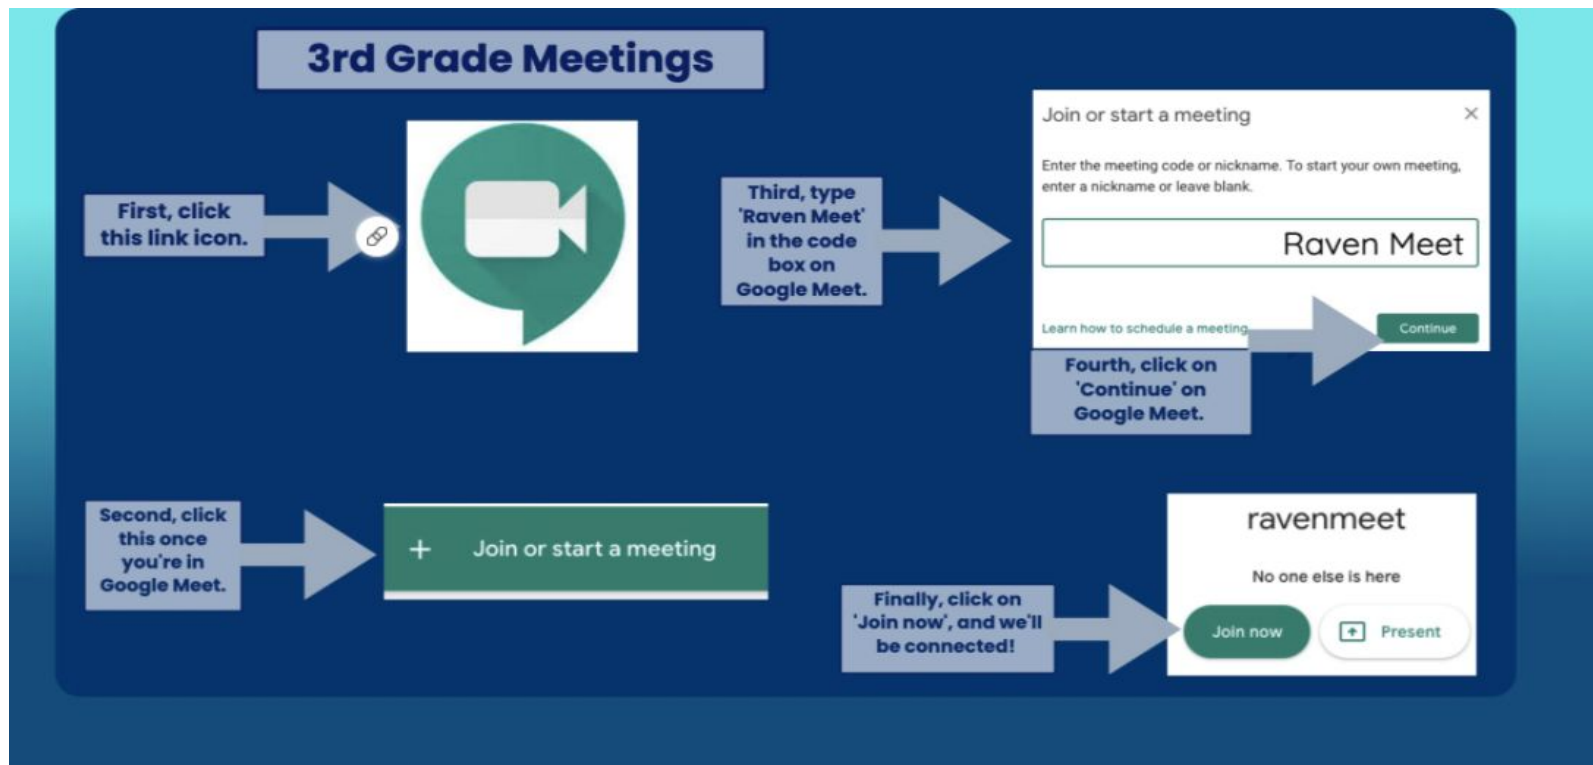 3rd Grade Meetings
First, click
this link icon.
Second, click
this once
you're in
Google Meet.
+ Join or start a meeting
Third, type
'Raven Meet'
in the code
box on
Google Meet.
Join or start a meeting
Enter the meeting code or nickname. To start your own meeting,
enter a nickname or leave blank.
Raven Meet
Learn how to schedule a meeting
Continue
Fourth, click on
'Continue' on
Google Meet.
Finally, click on
'Join now', and we'll
be connected!
ravenmeet
No one else is here
Join now
Present